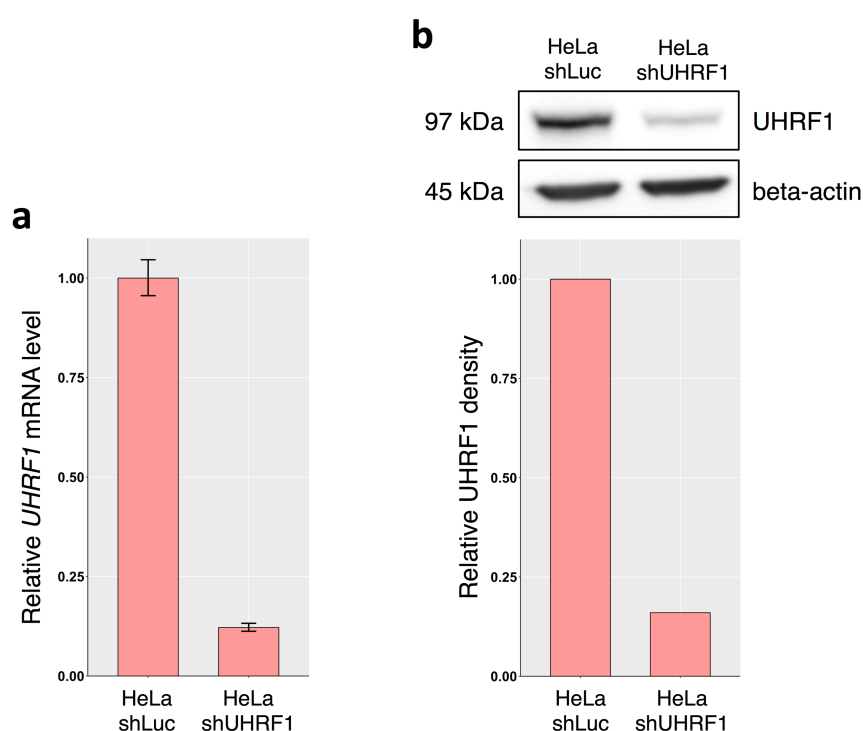 a
Relative UHRF1 mRNA level
1.00
0.75
0.50
0.25
0.00
HeLa
shLuc
HeLa
shUHRF1
b
HeLa
shLuc
HeLa
shUHRF1
97 kDa
UHRF1
45 kDa
beta-actin
Relative UHRF1 density
1.00
0.75
0.50
0.25
0.00
HeLa
shLuc
HeLa
shUHRF1